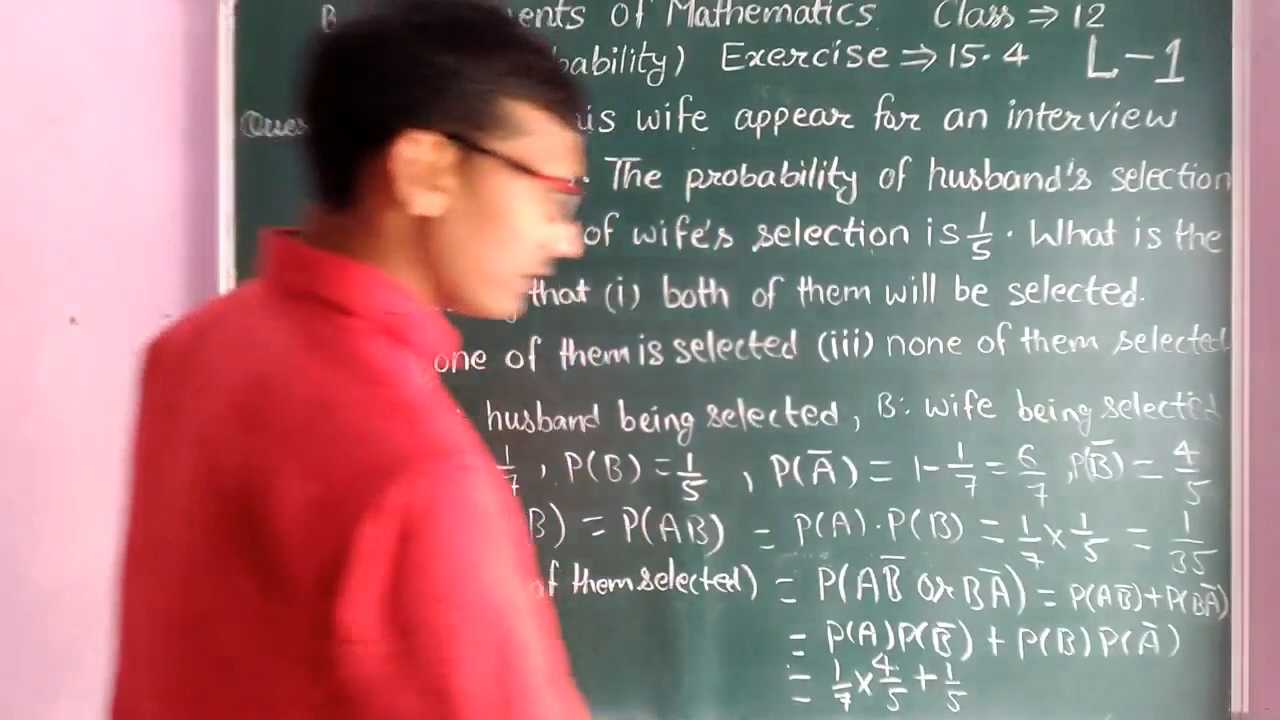 B ents of Mathematics Class ⇒ 12
bability) Exercise ⇒ 15.4 L-1
Ques is wife appear for an interview
. The probability of husband's selection
of wife's selection is 1/5. What is the
that (i) both of them will be selected.
one of them is selected (iii) none of them selected
husband being selected, B: wife being selected
1/7, P(B) = 1/5, P(Ā) = 1 - 1/7 = 6/7, P(B̄) = 4/5
B) = P(AB) = P(A)·P(B) = 1/7 × 1/5 = 1/35
of them selected) = P(AB̄ or BĀ) = P(AB̄) + P(BĀ)
= P(A)P(B̄) + P(B)P(Ā)
= 1/7 × 4/5 + 1/5